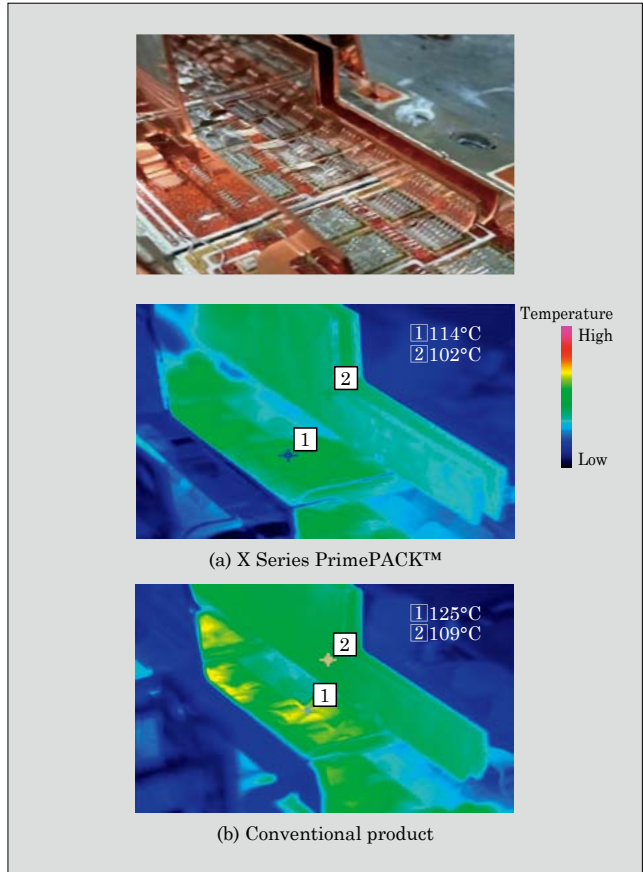 Temperature
High
Low
1 114°C
2 102°C
2
1
(a) X Series PrimePACK™
1 125°C
2 109°C
2
1
(b) Conventional product